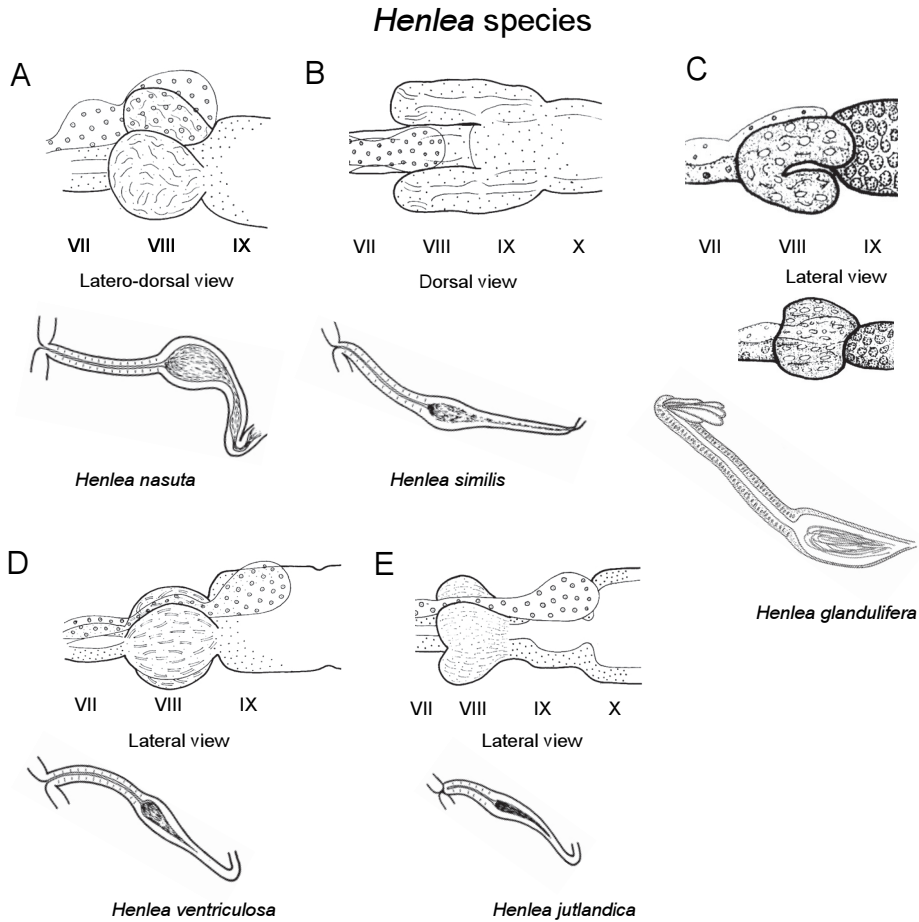 Henlea species
A
B
C
VII VIII IX
VII VIII IX X
VII VIII IX
Latero-dorsal view
Dorsal view
Lateral view
Henlea nasuta
Henlea similis
Henlea glandulifera
D
E
VII VIII IX
VII VIII IX X
Lateral view
Lateral view
Henlea ventriculosa
Henlea jutlandica